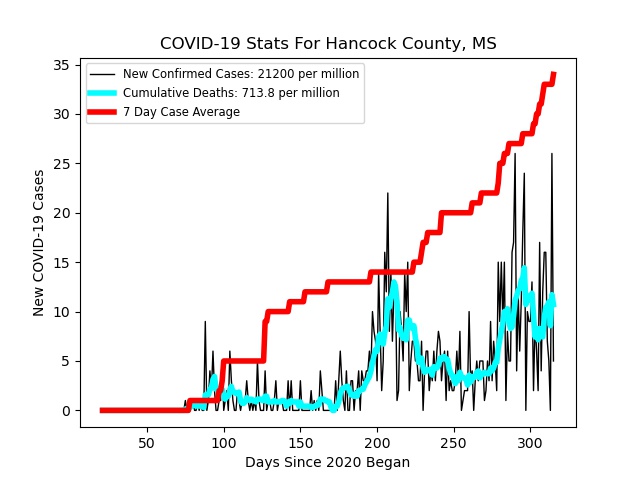 COVID-19 Stats For Hancock County, MS
New Confirmed Cases: 21200 per million
Cumulative Deaths: 713.8 per million
7 Day Case Average
New COVID-19 Cases
35
30
25
20
15
10
5
0
50 100 150 200 250 300
Days Since 2020 Began